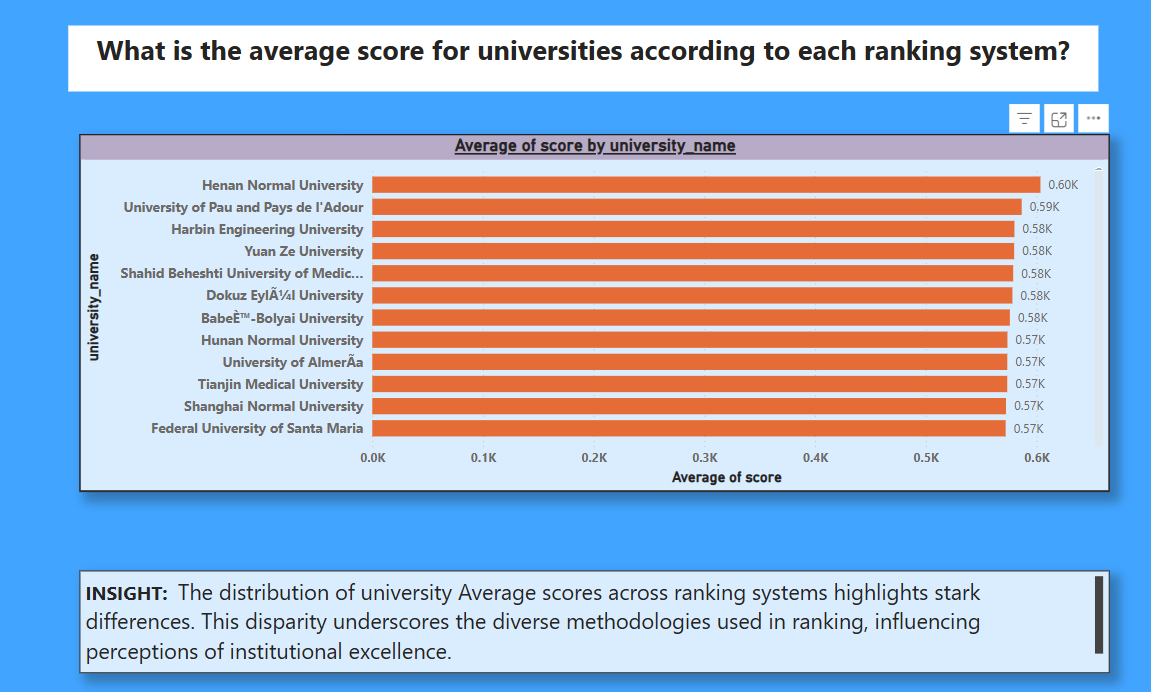 What is the average score for universities according to each ranking system?
Average of score by university_name
university_name
Henan Normal University 0.60K
University of Pau and Pays de l'Adour 0.59K
Harbin Engineering University 0.58K
Yuan Ze University 0.58K
Shahid Beheshti University of Medic... 0.58K
Dokuz EylÃ¼l University 0.58K
BabeÈ™-Bolyai University 0.58K
Hunan Normal University 0.57K
University of AlmerÃa 0.57K
Tianjin Medical University 0.57K
Shanghai Normal University 0.57K
Federal University of Santa Maria 0.57K
0.0K 0.1K 0.2K 0.3K 0.4K 0.5K 0.6K
Average of score
INSIGHT: The distribution of university Average scores across ranking systems highlights stark
differences. This disparity underscores the diverse methodologies used in ranking, influencing
perceptions of institutional excellence.